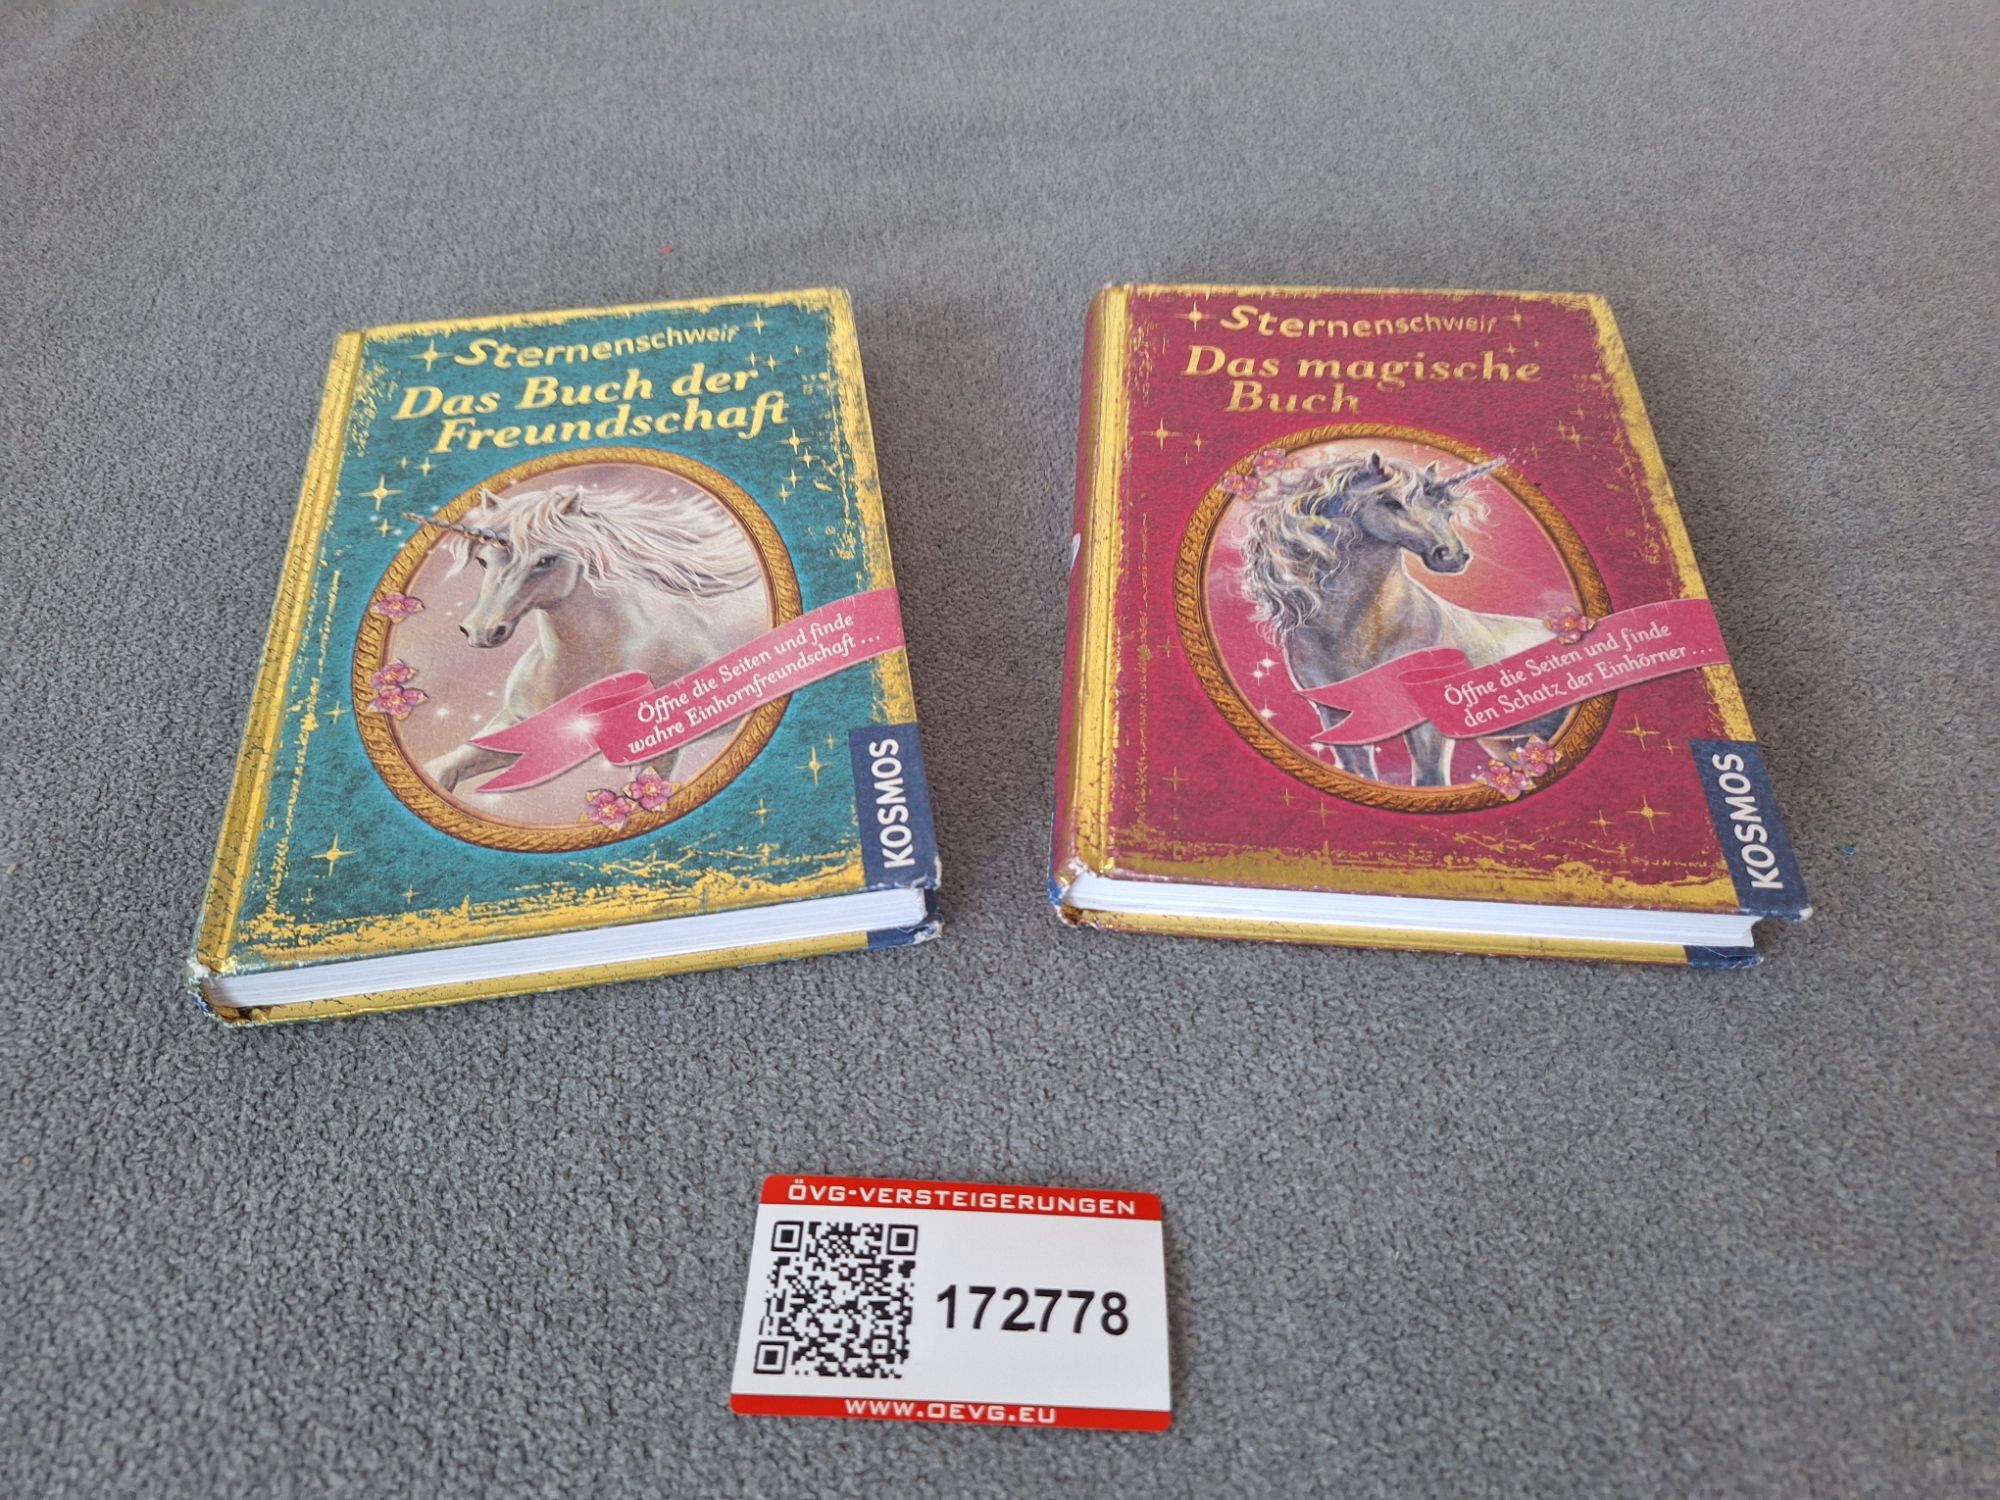 Sternenschweif
Das Buch der
Freundschaft
Öffne die Seiten und finde
wahre Einhornfreundschaft ...
KOSMOS
Sternenschweif
Das magische
Buch
Öffne die Seiten und finde
den Schatz der Einhörner ...
KOSMOS
ÖVG-VERSTEIGERUNGEN
172778
WWW.OEVG.EU